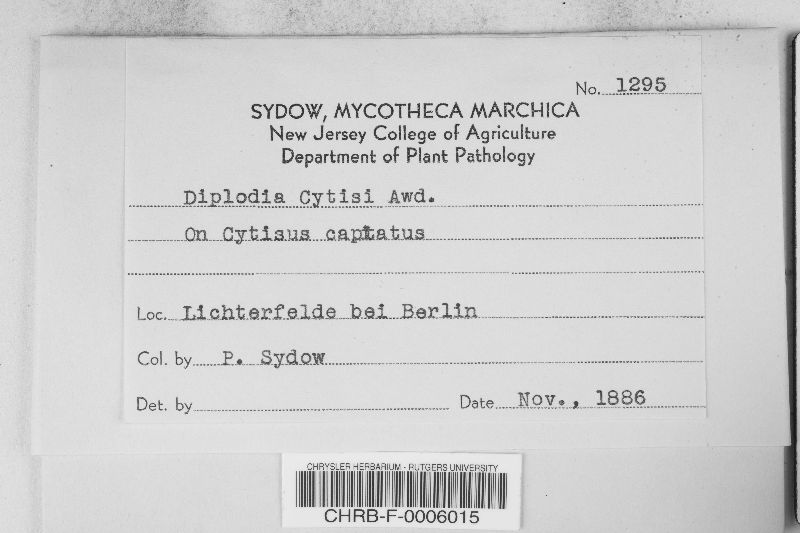 No. 1295
SYDOW, MYCOTHECA MARCHICA
New Jersey College of Agriculture
Department of Plant Pathology
Diplodia Cytisi Awd.
On Cytisus captatus
Loc. Lichterfelde bei Berlin
Col. by P. Sydow
Det. by Date Nov., 1886
CHRYSLER HERBARIUM - RUTGERS UNIVERSITY
CHRB-F-0006015